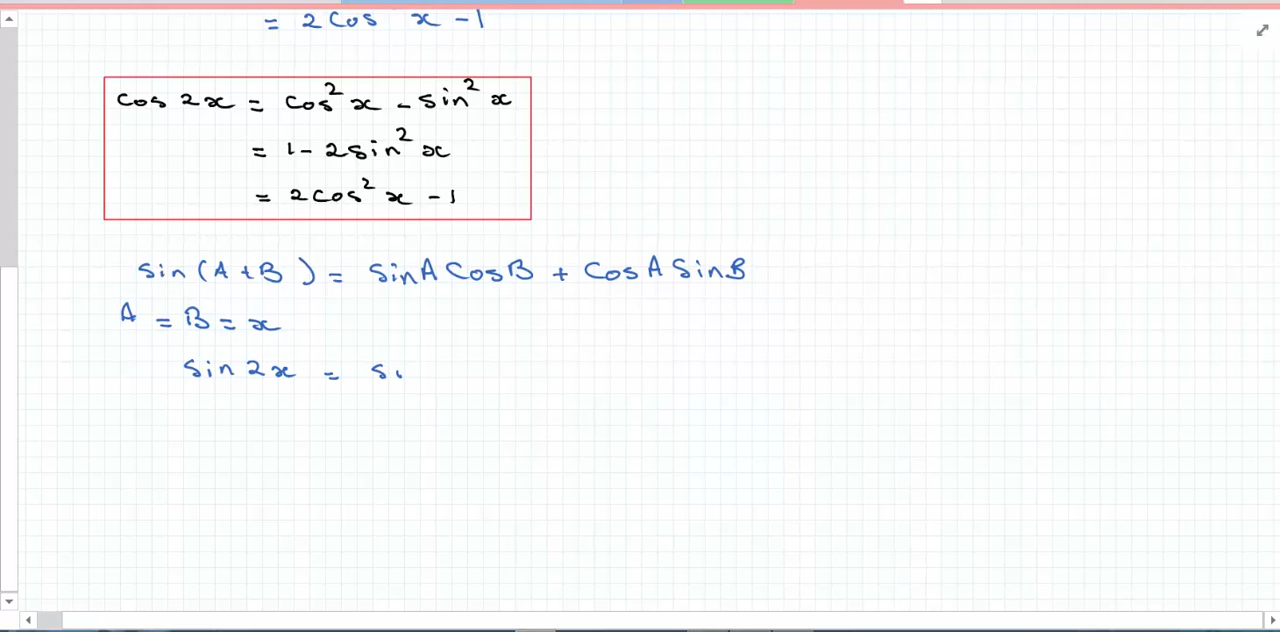 = 2 Cos x - 1
Cos 2x = Cos² x - Sin² x
= 1 - 2 Sin² x
= 2 Cos² x - 1
Sin (A + B) = Sin A Cos B + Cos A Sin B
A = B = x
Sin 2x = S